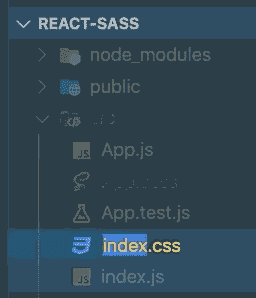 REACT-SASS
node_modules
public
App.js
App.test.js
index.css
index.js